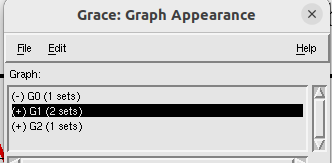 Grace: Graph Appearance
File Edit Help
Graph:
(-) G0 (1 sets)
(+) G1 (2 sets)
(+) G2 (1 sets)